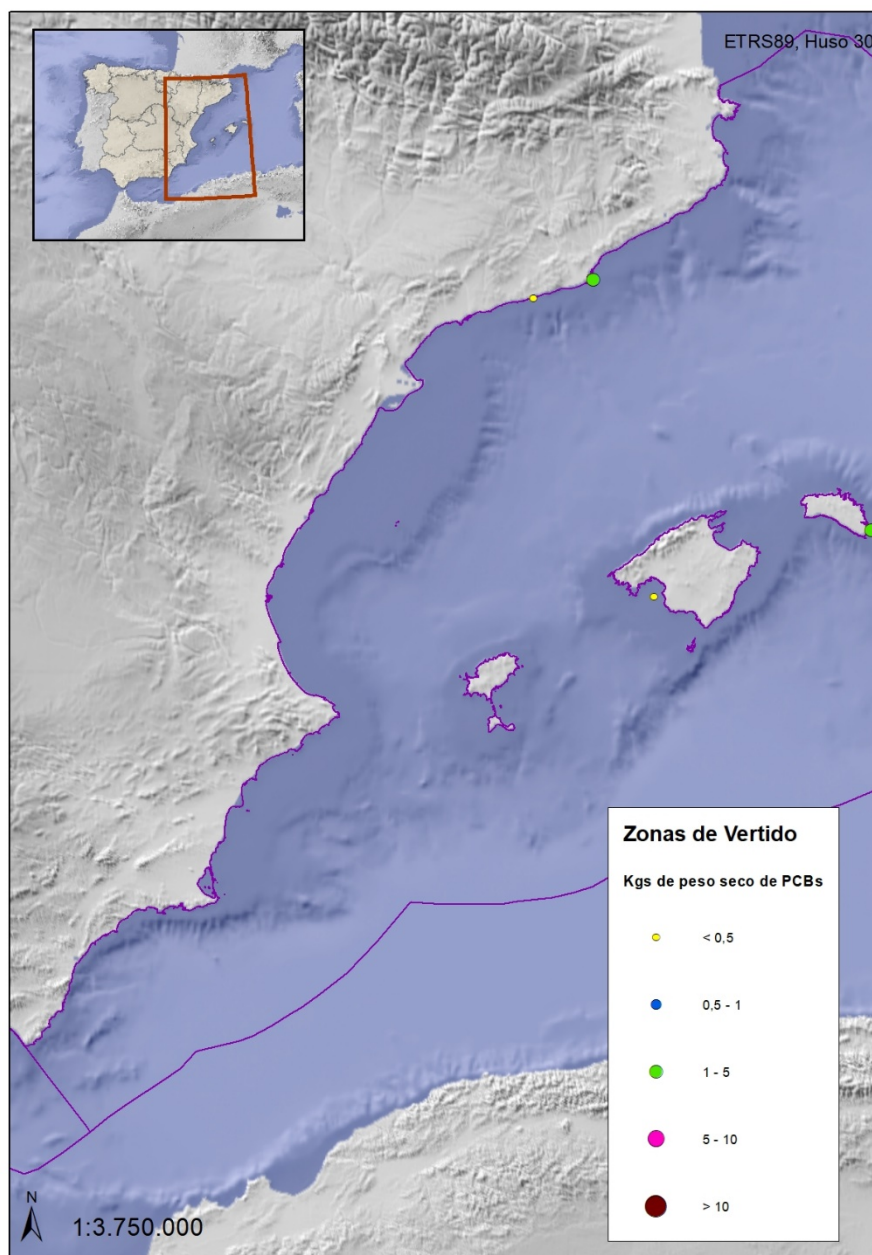 ETRS89, Huso 30
Zonas de Vertido
Kgs de peso seco de PCBs
< 0,5
0,5 - 1
1 - 5
5 - 10
> 10
N
1:3.750.000